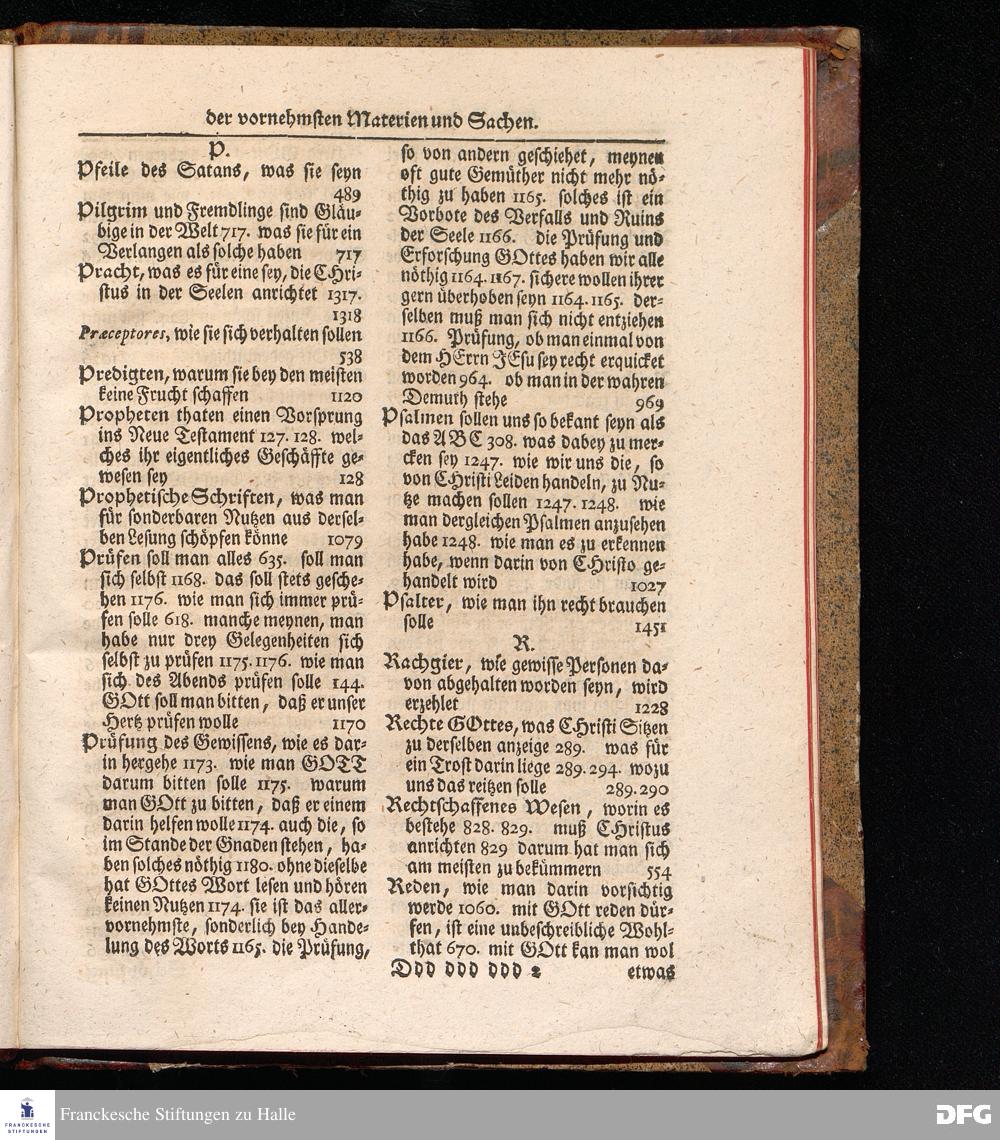 der vornehmsten Materien und Sachen.
P.
Pfeile des Satans, was sie seyn
489
Pilgrim und Fremdlinge sind Gläu-
bige in der Welt 717. was sie für ein
Verlangen als solche haben 717
Pracht, was es für eine sey, die CHri-
stus in der Seelen anrichtet 1317.
1318
Præceptores, wie sie sich verhalten sollen
538
Predigten, warum sie bey den meisten
keine Frucht schaffen 1120
Propheten thaten einen Vorsprung
ins Neue Testament 127. 128. wel-
ches ihr eigentliches Geschäffte ge-
wesen sey 128
Prophetische Schriften, was man
für sonderbaren Nutzen aus dersel-
ben Lesung schöpfen könne 1079
Prüfen soll man alles 635. soll man
sich selbst 1168. das soll stets gesche-
hen 1176. wie man sich immer prü-
fen solle 618. manche meynen, man
habe nur drey Gelegenheiten sich
selbst zu prüfen 1175. 1176. wie man
sich des Abends prüfen solle 144.
GOtt soll man bitten, daß er unser
Hertz prüfen wolle 1170
Prüfung des Gewissens, wie es dar-
in hergehe 1173. wie man GOTT
darum bitten solle 1175. warum
man GOtt zu bitten, daß er einem
darin helfen wolle 1174. auch die, so
im Stande der Gnaden stehen, ha-
ben solches nöthig 1180. ohne dieselbe
hat GOttes Wort lesen und hören
keinen Nutzen 1174. sie ist das aller-
vornehmste, sonderlich bey Hande-
lung des Worts 1165. die Prüfung,
so von andern geschiehet, meynen
oft gute Gemüther nicht mehr nö-
thig zu haben 1165. solches ist ein
Vorbote des Verfalls und Ruins
der Seele 1166. die Prüfung und
Erforschung GOttes haben wir alle
nöthig 1164. 1167. sichere wollen ihrer
gern überhoben seyn 1164. 1165. der-
selben muß man sich nicht entziehen
1166. Prüfung, ob man einmal von
dem HErrn JEsu sey recht erquicket
worden 964. ob man in der wahren
Demuth stehe 969
Psalmen sollen uns so bekant seyn als
das ABC 308. was dabey zu mer-
cken sey 1247. wie wir uns die, so
von Christi Leiden handeln, zu Nu-
tze machen sollen 1247. 1248. wie
man dergleichen Psalmen anzusehen
habe 1248. wie man es zu erkennen
habe, wenn darin von CHristo ge-
handelt wird 1027
Psalter, wie man ihn recht brauchen
solle 1451
R.
Rachgier, wie gewisse Personen da-
von abgehalten worden seyn, wird
erzehlet 1228
Rechte GOttes, was CHristi Sitzen
zu derselben anzeige 289. was für
ein Trost darin liege 289. 294. wozu
uns das reitzen solle 289. 290
Rechtschaffenes Wesen, worin es
bestehe 828. 829. muß CHristus
anrichten 829 darum hat man sich
am meisten zu bekümmern 554
Reden, wie man darin vorsichtig
werde 1060. mit GOtt reden dür-
fen, ist eine unbeschreibliche Wohl-
that 670. mit GOtt kan man wol
Ddd ddd ddd 2 etwas
FRANCKESCHE
STIFTUNGEN
Franckesche Stiftungen zu Halle
DFG